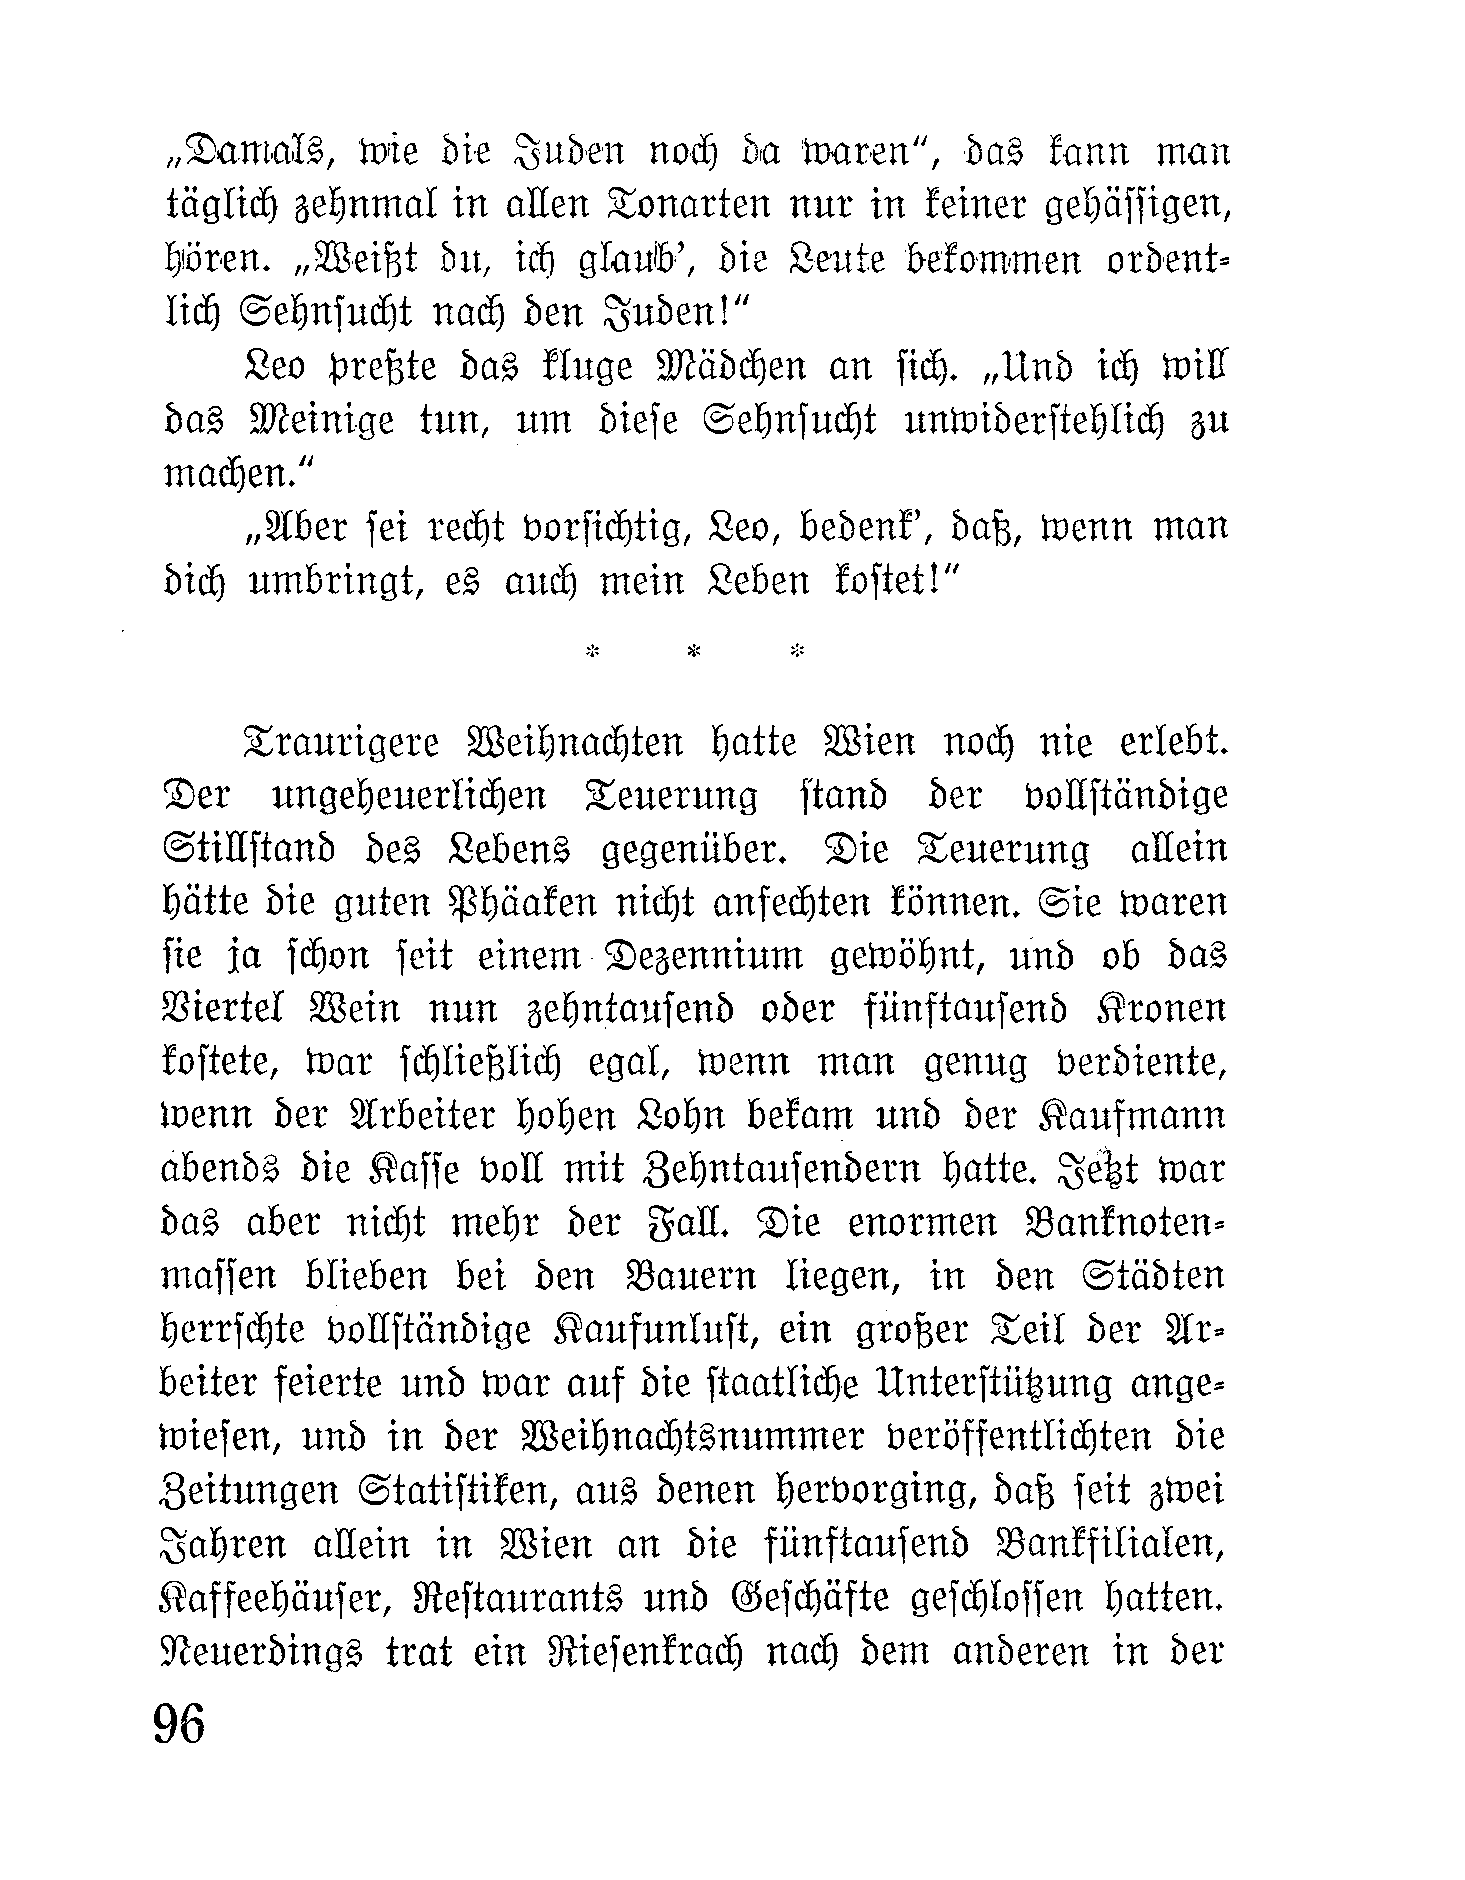 „Damals, wie die Juden noch da waren“, das kann man
täglich zehnmal in allen Tonarten nur in keiner gehäſſigen,
hören. „Weißt du, ich glaub’, die Leute bekommen ordent-
lich Sehnſucht nach den Juden!“
Leo preßte das kluge Mädchen an ſich. „Und ich will
das Meinige tun, um dieſe Sehnſucht unwiderſtehlich zu
machen.“
„Aber ſei recht vorſichtig, Leo, bedenk’, daß, wenn man
dich umbringt, es auch mein Leben koſtet!“
* * *
Traurigere Weihnachten hatte Wien noch nie erlebt.
Der ungeheuerlichen Teuerung ſtand der vollſtändige
Stillſtand des Lebens gegenüber. Die Teuerung allein
hätte die guten Phäaken nicht anfechten können. Sie waren
ſie ja ſchon ſeit einem Dezennium gewöhnt, und ob das
Viertel Wein nun zehntauſend oder fünftauſend Kronen
koſtete, war ſchließlich egal, wenn man genug verdiente,
wenn der Arbeiter hohen Lohn bekam und der Kaufmann
abends die Kaſſe voll mit Zehntauſendern hatte. Jetzt war
das aber nicht mehr der Fall. Die enormen Banknoten-
maſſen blieben bei den Bauern liegen, in den Städten
herrſchte vollſtändige Kaufunluſt, ein großer Teil der Ar-
beiter feierte und war auf die ſtaatliche Unterſtützung ange-
wieſen, und in der Weihnachtsnummer veröffentlichten die
Zeitungen Statiſtiken, aus denen hervorging, daß ſeit zwei
Jahren allein in Wien an die fünftauſend Bankfilialen,
Kaffeehäuſer, Reſtaurants und Geſchäfte geſchloſſen hatten.
Neuerdings trat ein Rieſenkrach nach dem anderen in der
96